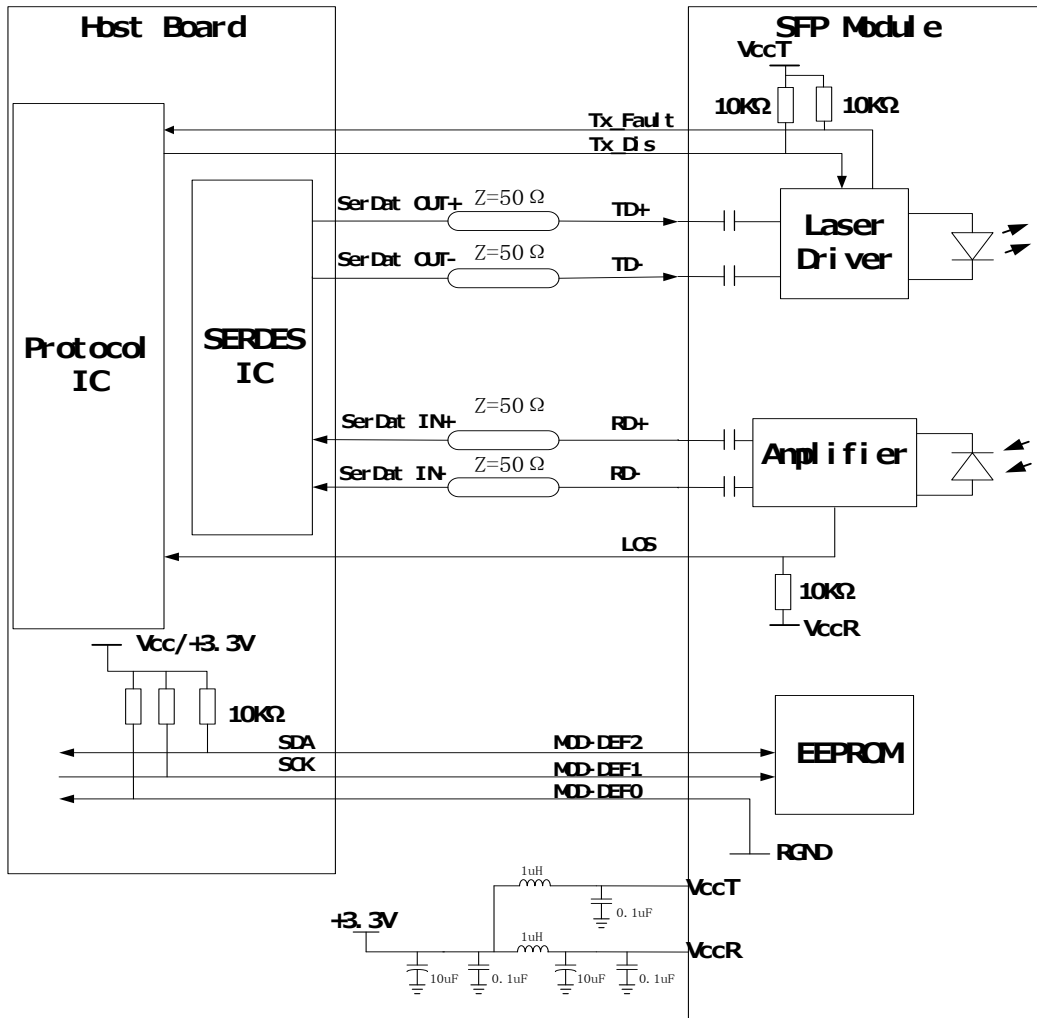 Host Board
SFP Module
VccT
10KΩ
10KΩ
Tx_Fault
Tx_Dis
SerDat OUT+
Z=50 Ω
TD+
SerDat OUT-
Z=50 Ω
TD-
Laser
Driver
Protocol
IC
SERDES
IC
SerDat IN+
Z=50 Ω
RD+
SerDat IN-
Z=50 Ω
RD-
Amplifier
LOS
10KΩ
VccR
Vcc/+3.3V
10KΩ
SDA
MOD-DEF2
SCK
MOD-DEF1
MOD-DEF0
EEPROM
RGND
1uH
VccT
0.1uF
+3.3V
1uH
VccR
10uF
0.1uF
10uF
0.1uF